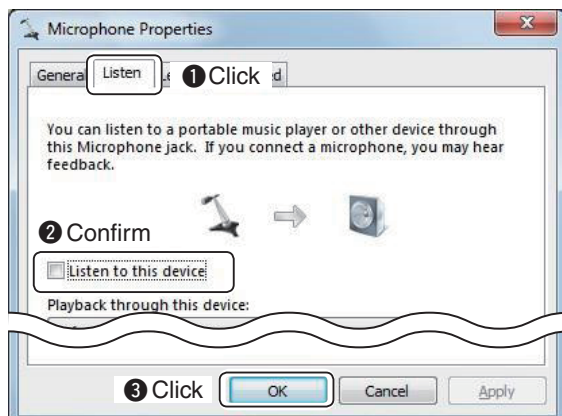 Microphone Properties
General Listen ❶Click
You can listen to a portable music player or other device through
this Microphone jack. If you connect a microphone, you may hear
feedback.
❷Confirm
Listen to this device
Playback through this device:
❸Click OK Cancel Apply